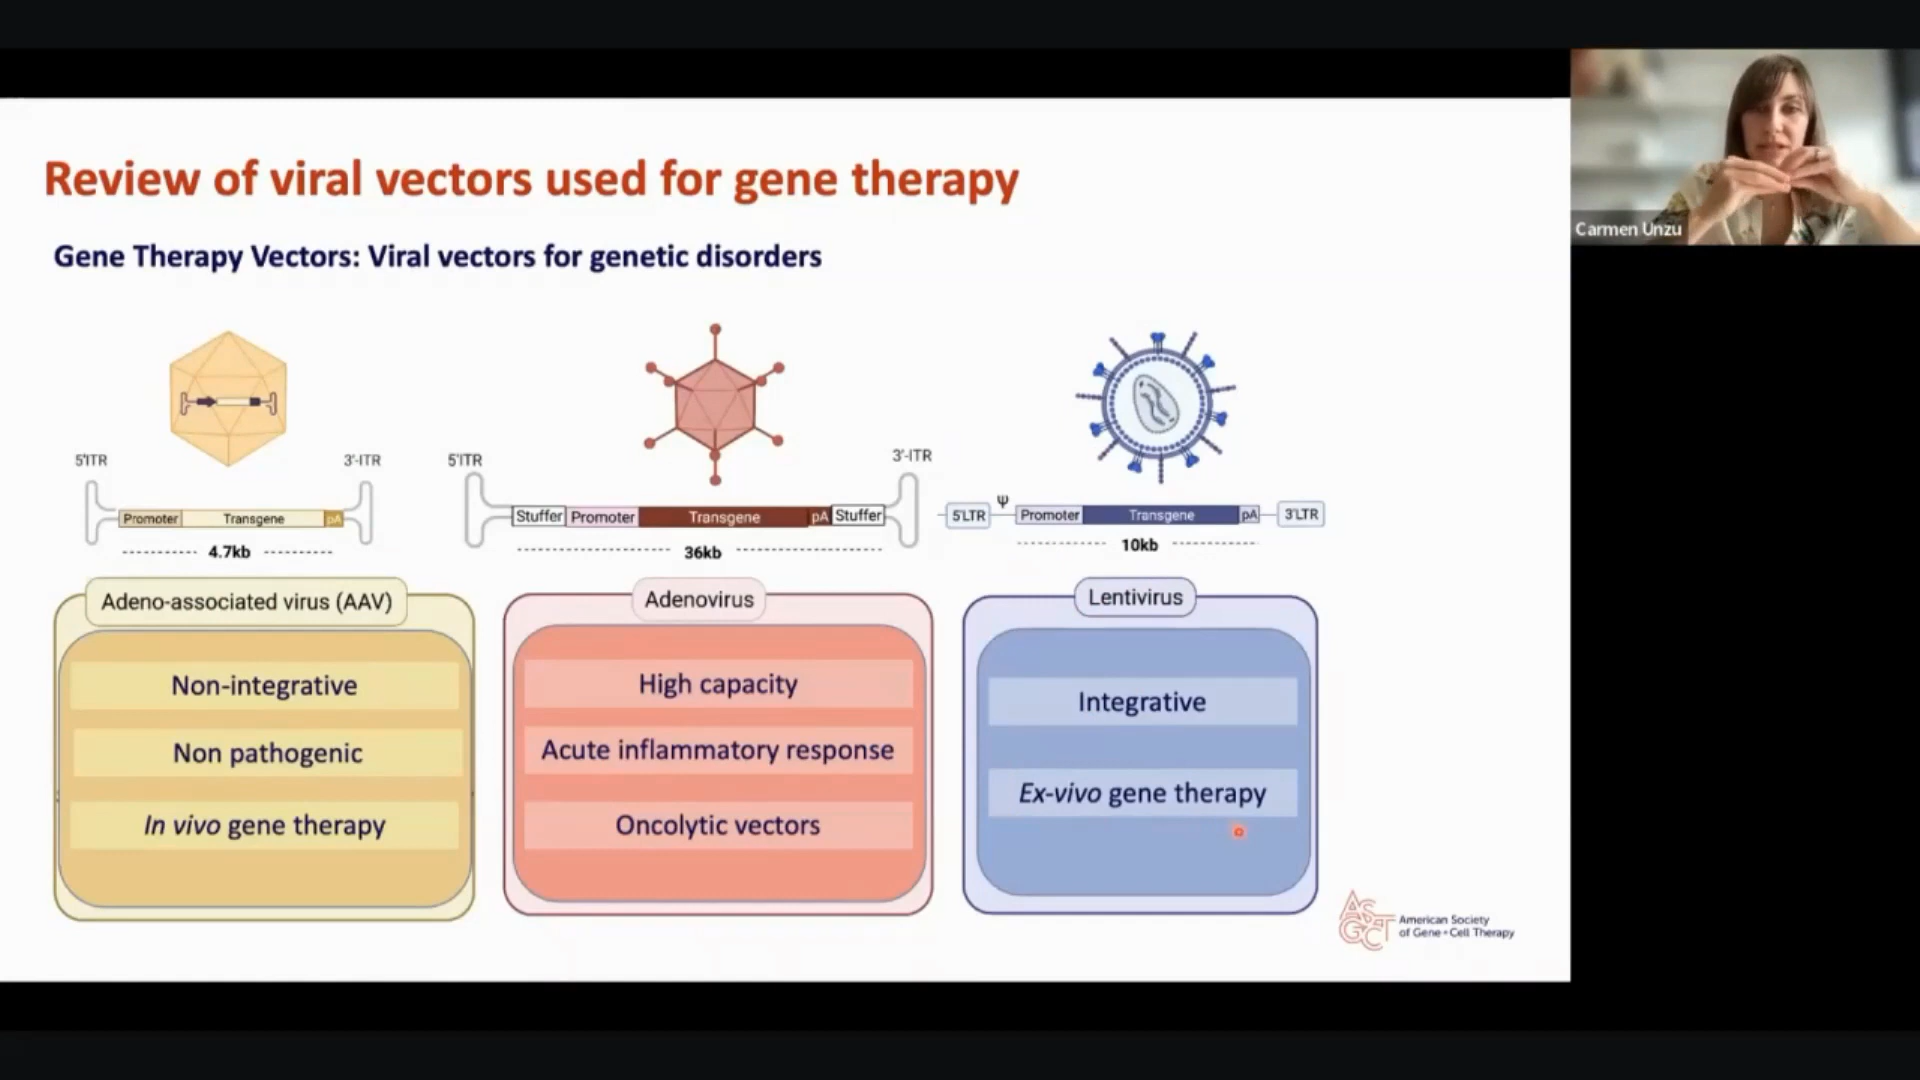 Review of viral vectors used for gene therapy
Carmen Unzu
Gene Therapy Vectors: Viral vectors for genetic disorders
5'ITR
3'-ITR
Promoter
Transgene
pA
4.7kb
5'ITR
3'-ITR
Stuffer
Promoter
Transgene
pA
Stuffer
36kb
5'LTR
Ψ
Promoter
Transgene
pA
3'LTR
10kb
Adeno-associated virus (AAV)
Non-integrative
Non pathogenic
In vivo gene therapy
Adenovirus
High capacity
Acute inflammatory response
Oncolytic vectors
Lentivirus
Integrative
Ex-vivo gene therapy
ASGCT
American Society
of Gene + Cell Therapy